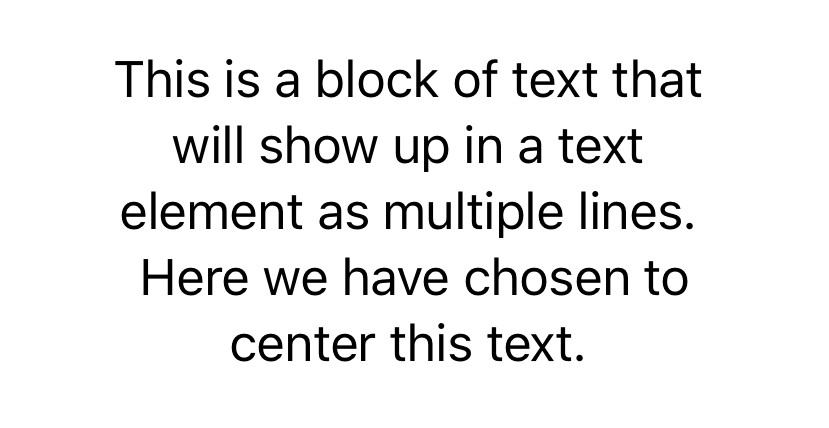 This is a block of text that
will show up in a text
element as multiple lines.
Here we have chosen to
center this text.